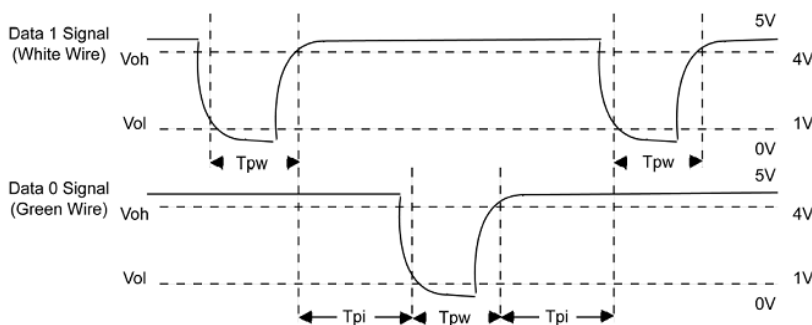 Data 1 Signal
(White Wire)
Voh
Vol
5V
4V
1V
0V
Tpw
Tpw
Data 0 Signal
(Green Wire)
Voh
Vol
5V
4V
1V
0V
Tpi
Tpw
Tpi